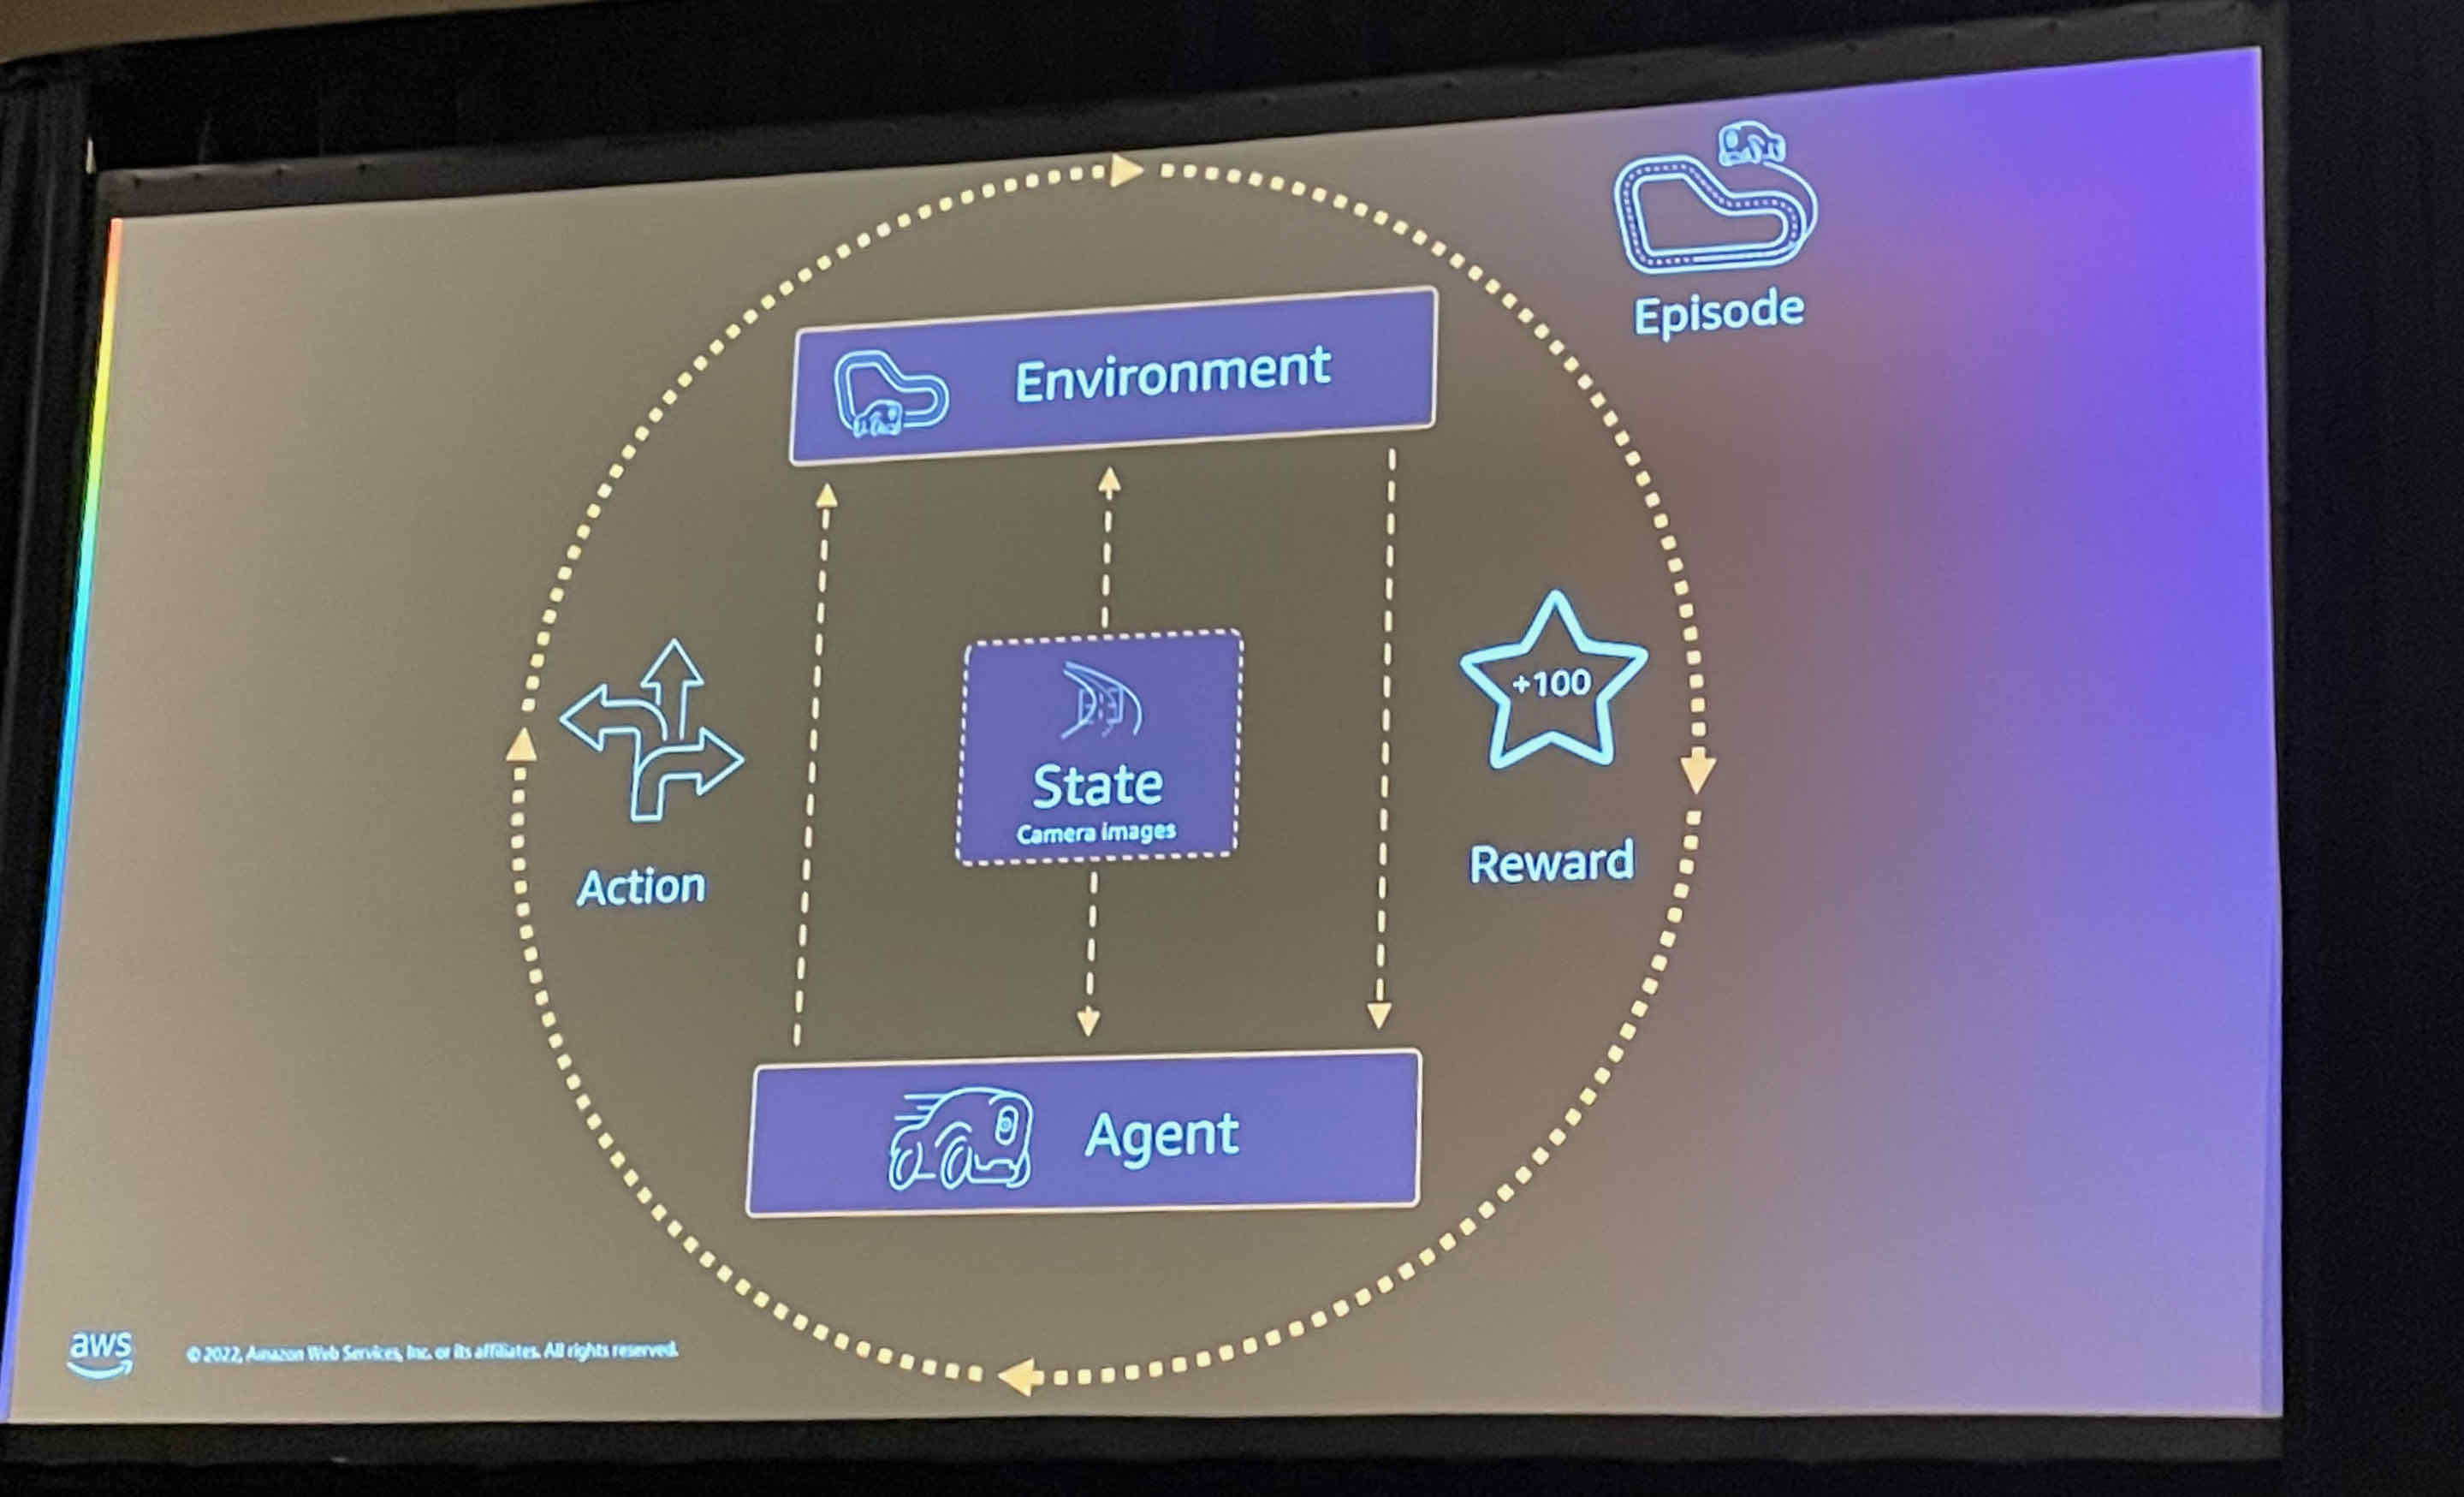 Episode
Environment
+100
State
Camera images
Reward
Action
Agent
aws
© 2022, Amazon Web Services, Inc. or its affiliates. All rights reserved.